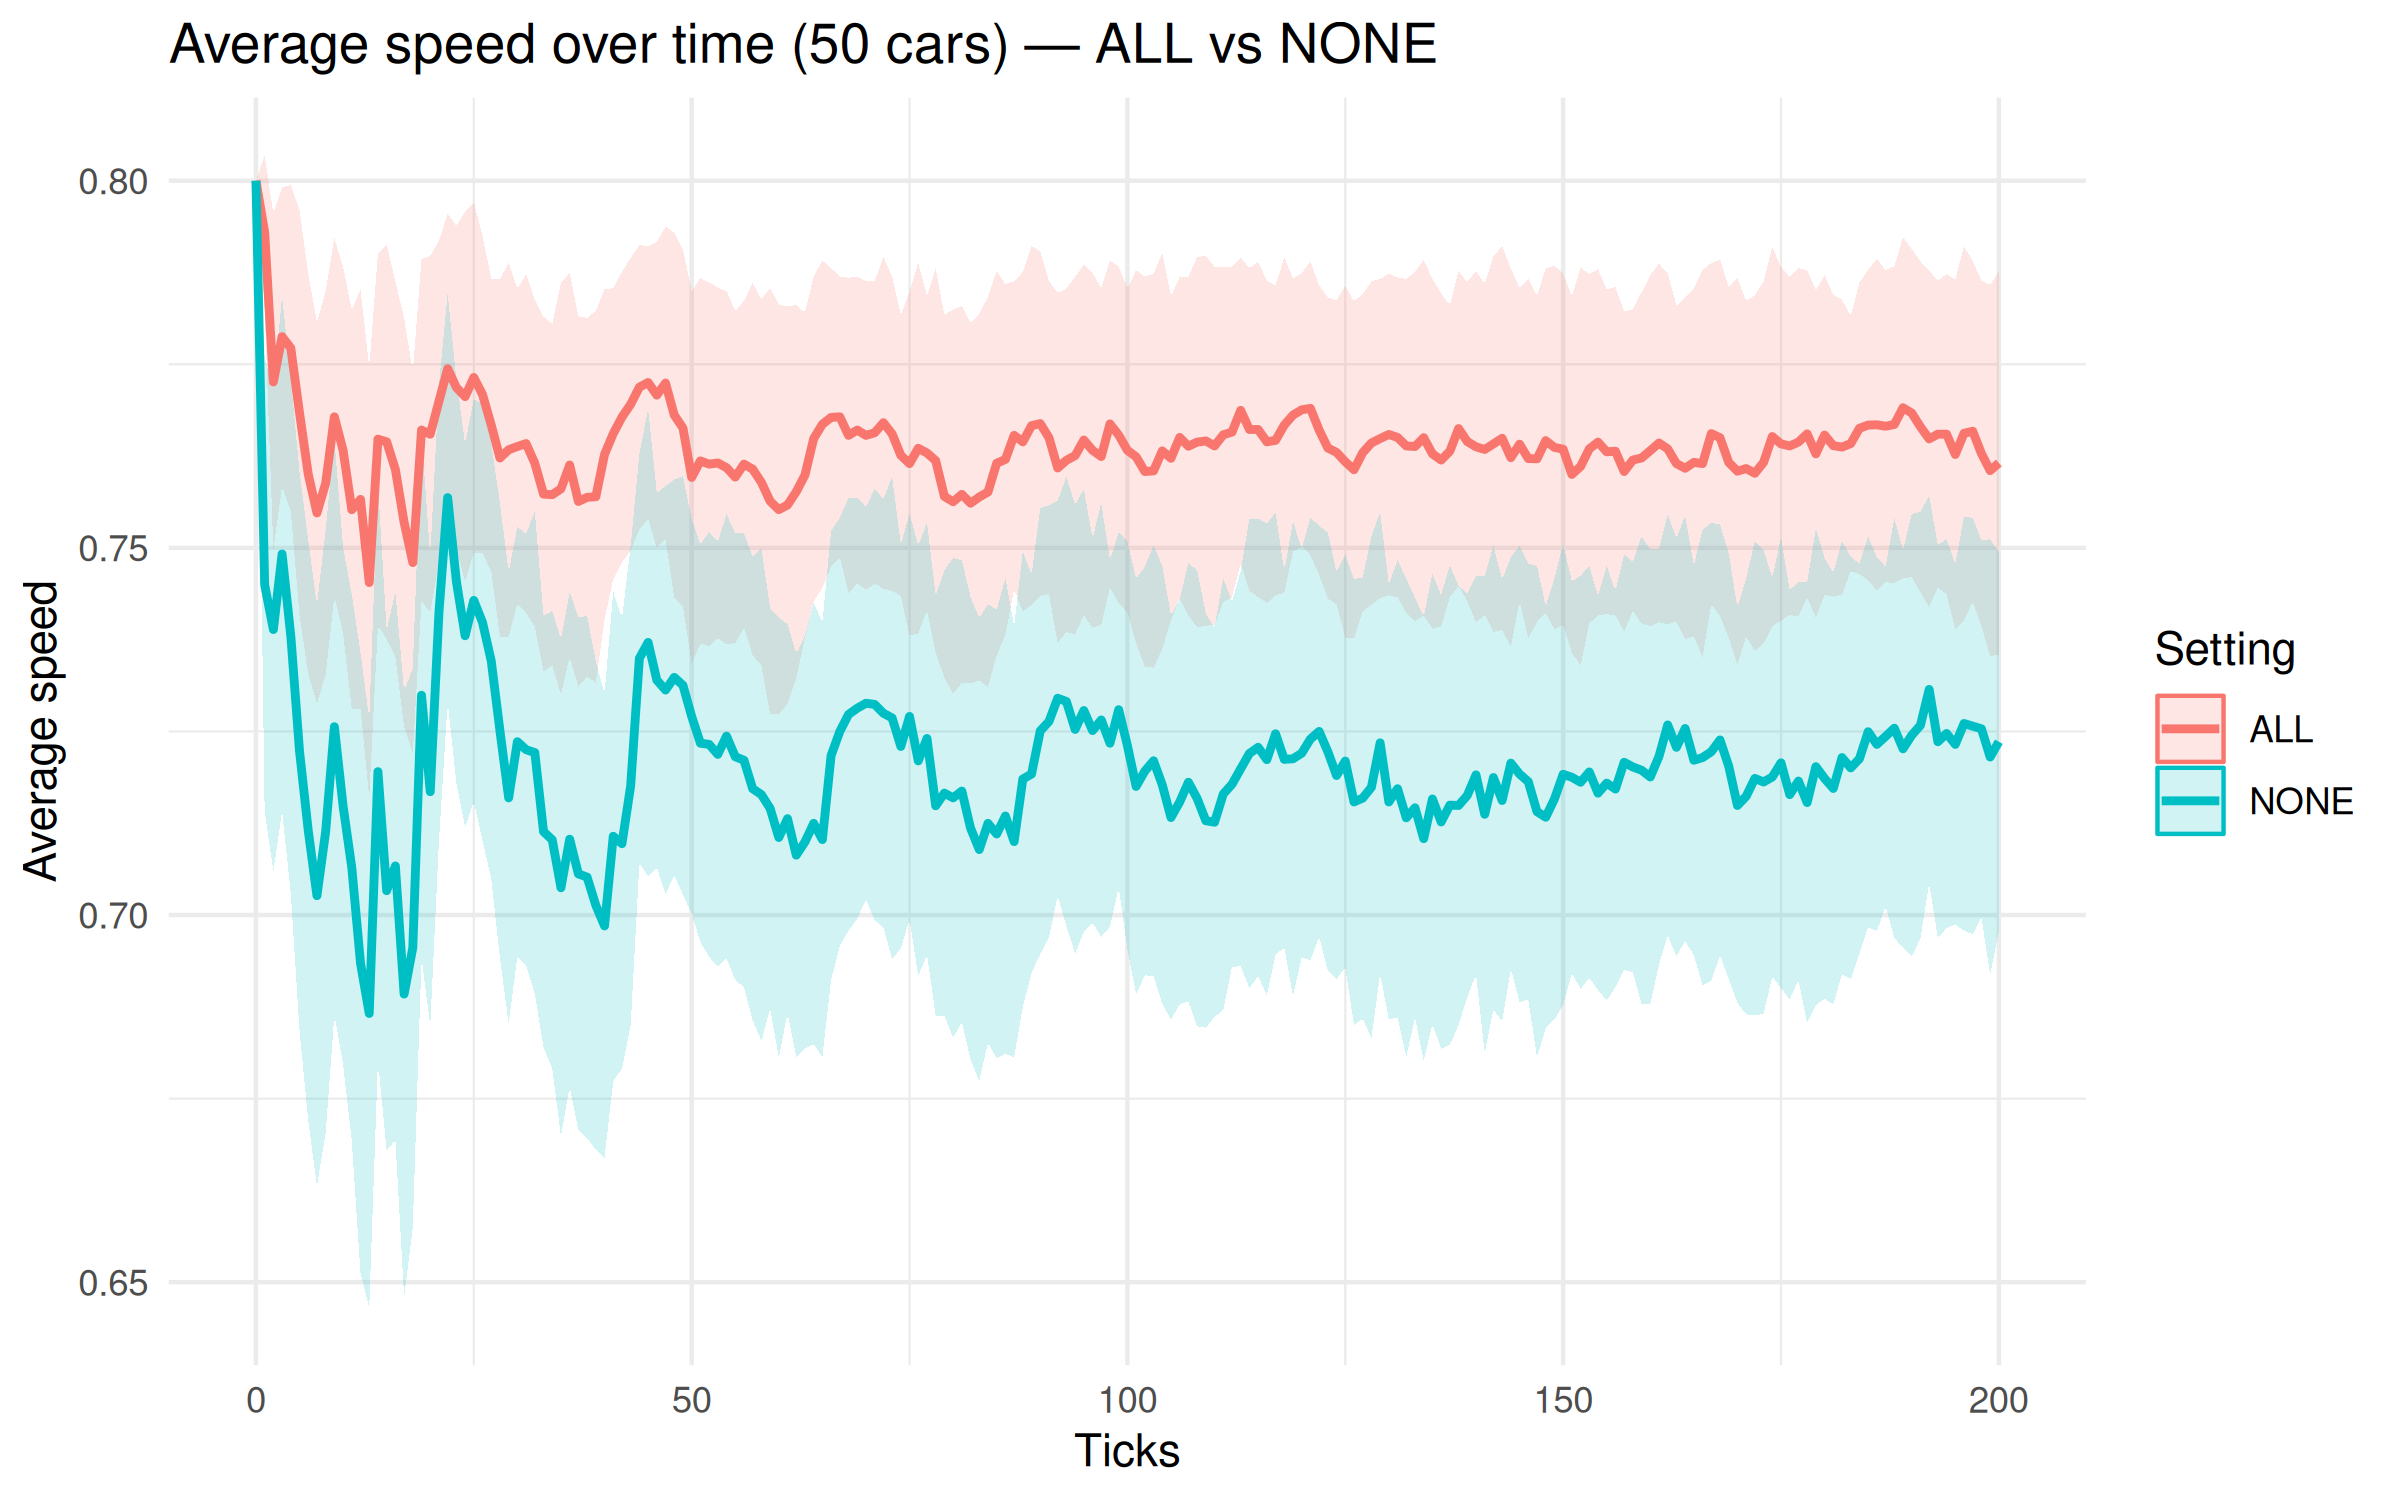 Average speed over time (50 cars) — ALL vs NONE
0.80
0.75
0.70
0.65
Average speed
0 50 100 150 200
Ticks
Setting
ALL
NONE